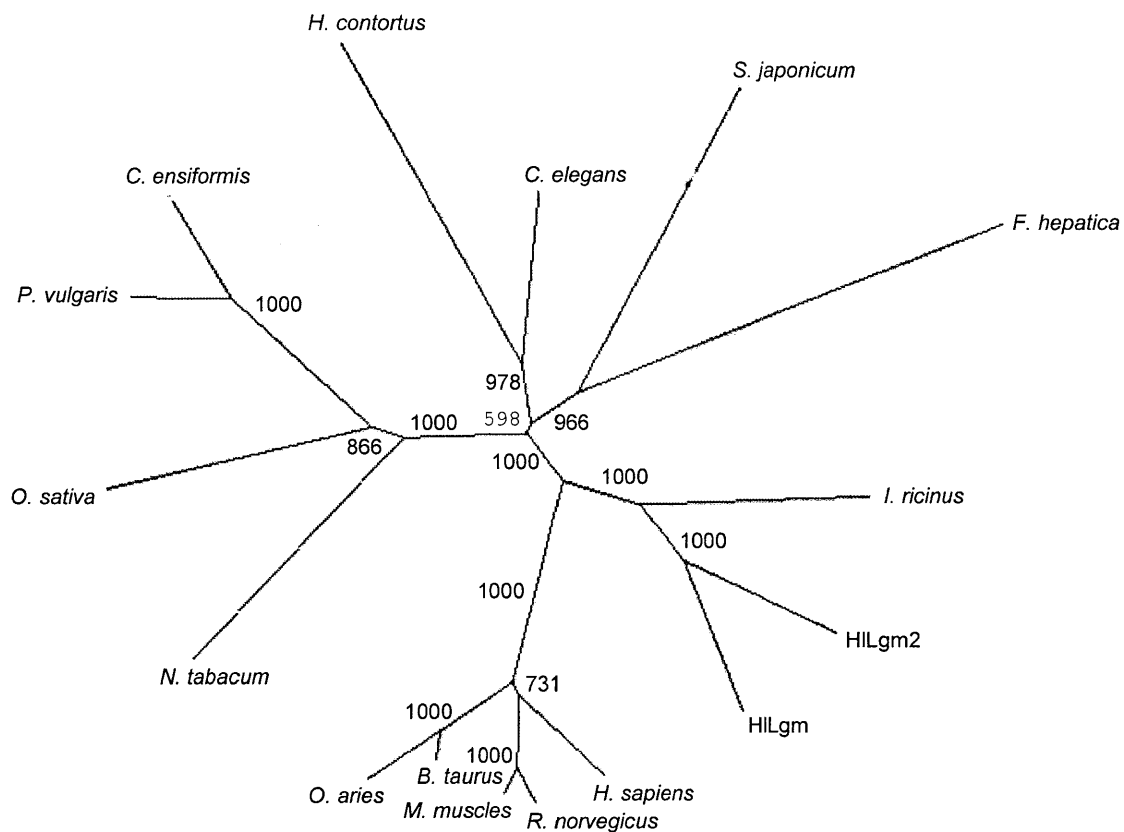 H. contortus
S. japonicum
C. ensiformis
C. elegans
F. hepatica
P. vulgaris
1000
978
1000
598
966
866
1000
1000
O. sativa
I. ricinus
1000
1000
HlLgm2
N. tabacum
731
1000
HlLgm
1000
B. taurus
O. aries
H. sapiens
M. muscles
R. norvegicus